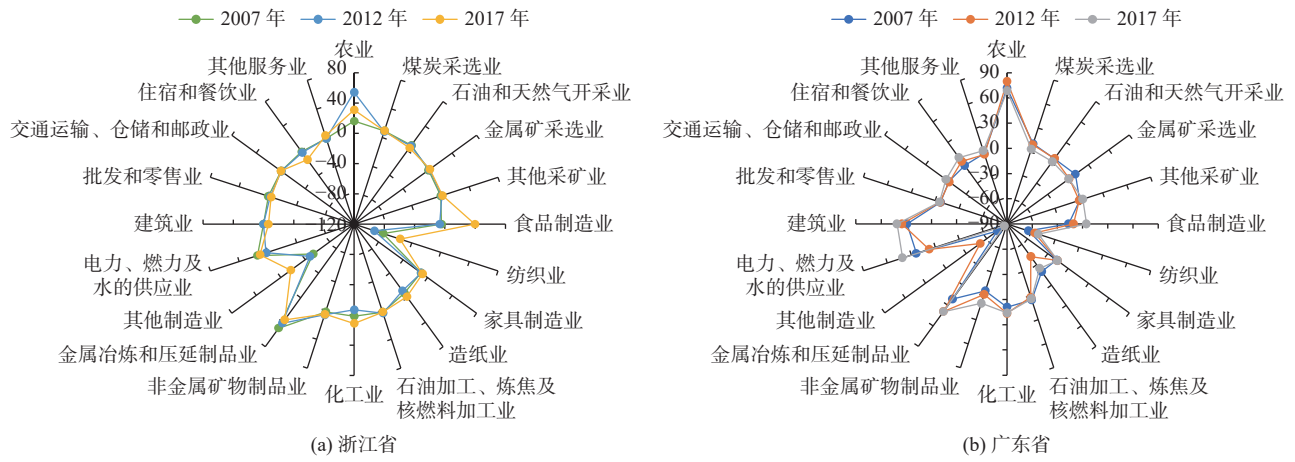 2007 年 2012 年 2017 年
农业
煤炭采选业
石油和天然气开采业
金属矿采选业
其他采矿业
食品制造业
纺织业
家具制造业
造纸业
石油加工、炼焦及
核燃料加工业
化工业
非金属矿物制品业
金属冶炼和压延制品业
其他制造业
电力、燃力及
水的供应业
建筑业
批发和零售业
交通运输、仓储和邮政业
住宿和餐饮业
其他服务业
80
40
0
−40
−80
−120
(a) 浙江省
2007 年 2012 年 2017 年
农业
煤炭采选业
石油和天然气开采业
金属矿采选业
其他采矿业
食品制造业
纺织业
家具制造业
造纸业
石油加工、炼焦及
核燃料加工业
化工业
非金属矿物制品业
金属冶炼和压延制品业
其他制造业
电力、燃力及
水的供应业
建筑业
批发和零售业
交通运输、仓储和邮政业
住宿和餐饮业
其他服务业
90
60
30
0
−30
−60
−90
(b) 广东省